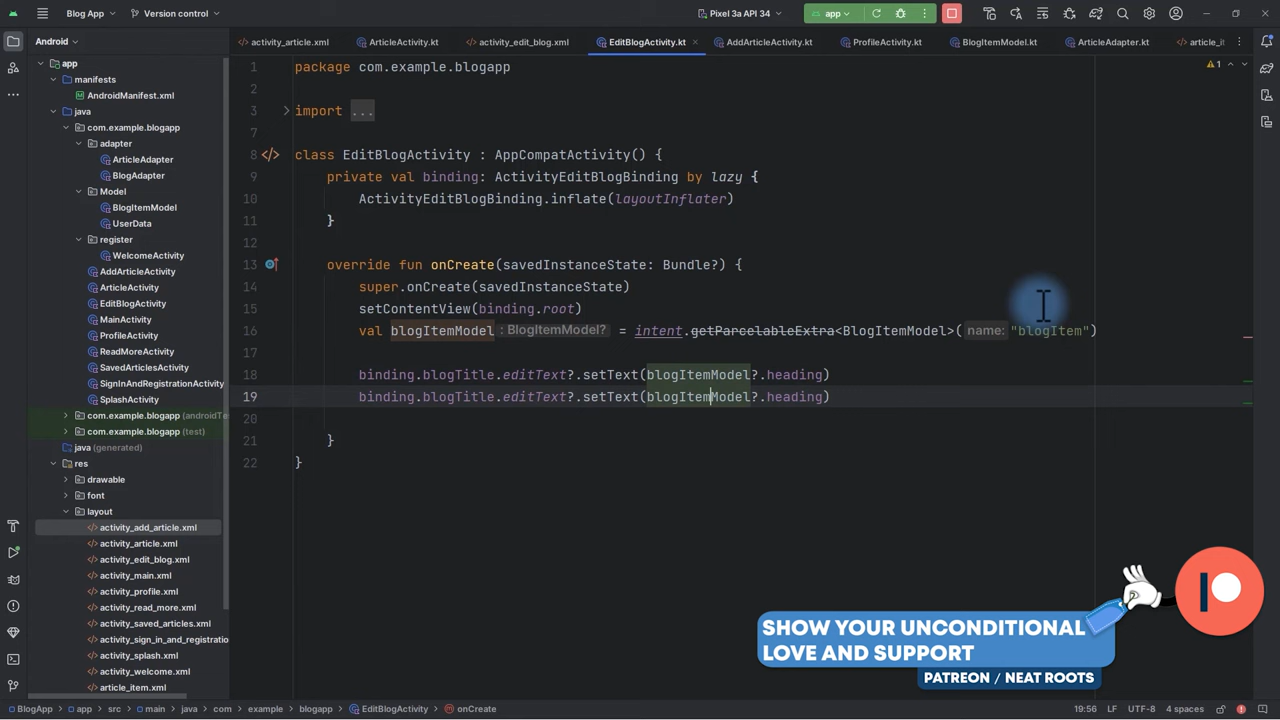 Blog App
Version control
Pixel 3a API 34
app
Android
activity_article.xml
ArticleActivity.kt
activity_edit_blog.xml
EditBlogActivity.kt
AddArticleActivity.kt
ProfileActivity.kt
BlogItemModel.kt
ArticleAdapter.kt
article_i
app
manifests
AndroidManifest.xml
java
com.example.blogapp
adapter
ArticleAdapter
BlogAdapter
Model
BlogItemModel
UserData
register
WelcomeActivity
AddArticleActivity
ArticleActivity
EditBlogActivity
MainActivity
ProfileActivity
ReadMoreActivity
SavedArticlesActivity
SignInAndRegistrationActivity
SplashActivity
com.example.blogapp (androidTes
com.example.blogapp (test)
java (generated)
res
drawable
font
layout
activity_add_article.xml
activity_article.xml
activity_edit_blog.xml
activity_main.xml
activity_profile.xml
activity_read_more.xml
activity_saved_articles.xml
activity_sign_in_and_registratio
activity_splash.xml
activity_welcome.xml
article_item.xml
1 package com.example.blogapp
2
3 import ...
7
8 class EditBlogActivity : AppCompatActivity() {
9 private val binding: ActivityEditBlogBinding by lazy {
10 ActivityEditBlogBinding.inflate(layoutInflater)
11 }
12
13 override fun onCreate(savedInstanceState: Bundle?) {
14 super.onCreate(savedInstanceState)
15 setContentView(binding.root)
16 val blogItemModel : BlogItemModel? = intent.getParcelableExtra<BlogItemModel>( name: "blogItem")
18 binding.blogTitle.editText?.setText(blogItemModel?.heading)
19 binding.blogTitle.editText?.setText(blogItemModel?.heading)
20
21 }
22 }
1
SHOW YOUR UNCONDITIONAL
LOVE AND SUPPORT
PATREON / NEAT ROOTS
BlogApp > app > src > main > java > com > example > blogapp > EditBlogActivity > onCreate
19:56 LF UTF-8 4 spaces